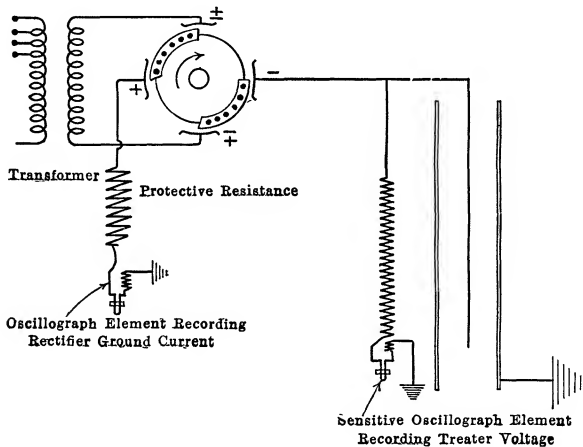 ±
+
−
±
Transformer
Protective Resistance
Oscillograph Element Recording
Rectifier Ground Current
Sensitive Oscillograph Element
Recording Treater Voltage